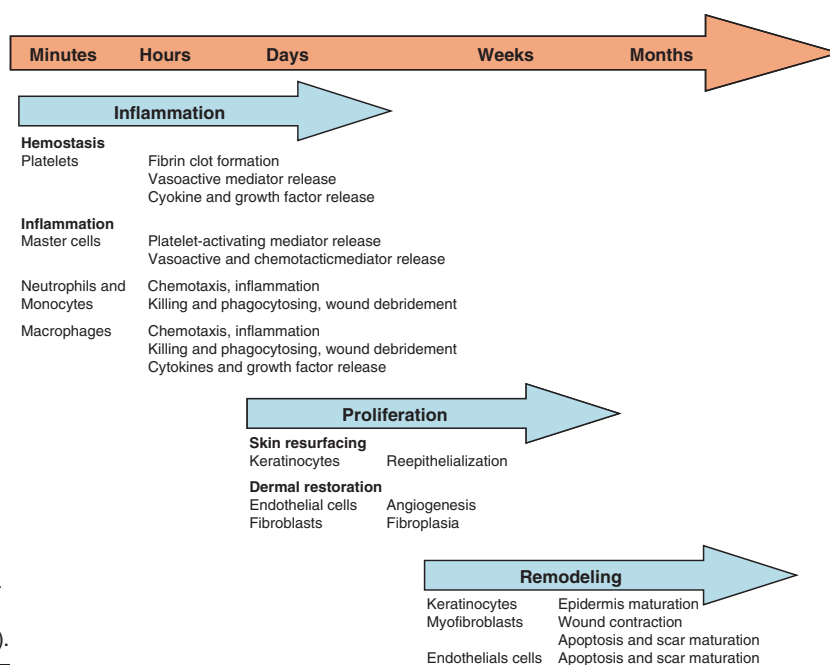 Minutes Hours Days Weeks Months
Inflammation
Hemostasis
Platelets Fibrin clot formation
Vasoactive mediator release
Cyokine and growth factor release
Inflammation
Master cells Platelet-activating mediator release
Vasoactive and chemotacticmediator release
Neutrophils and Chemotaxis, inflammation
Monocytes Killing and phagocytosing, wound debridement
Macrophages Chemotaxis, inflammation
Killing and phagocytosing, wound debridement
Cytokines and growth factor release
Proliferation
Skin resurfacing
Keratinocytes Reepithelialization
Dermal restoration
Endothelial cells Angiogenesis
Fibroblasts Fibroplasia
Remodeling
Keratinocytes Epidermis maturation
Myofibroblasts Wound contraction
Apoptosis and scar maturation
Endothelials cells Apoptosis and scar maturation
).